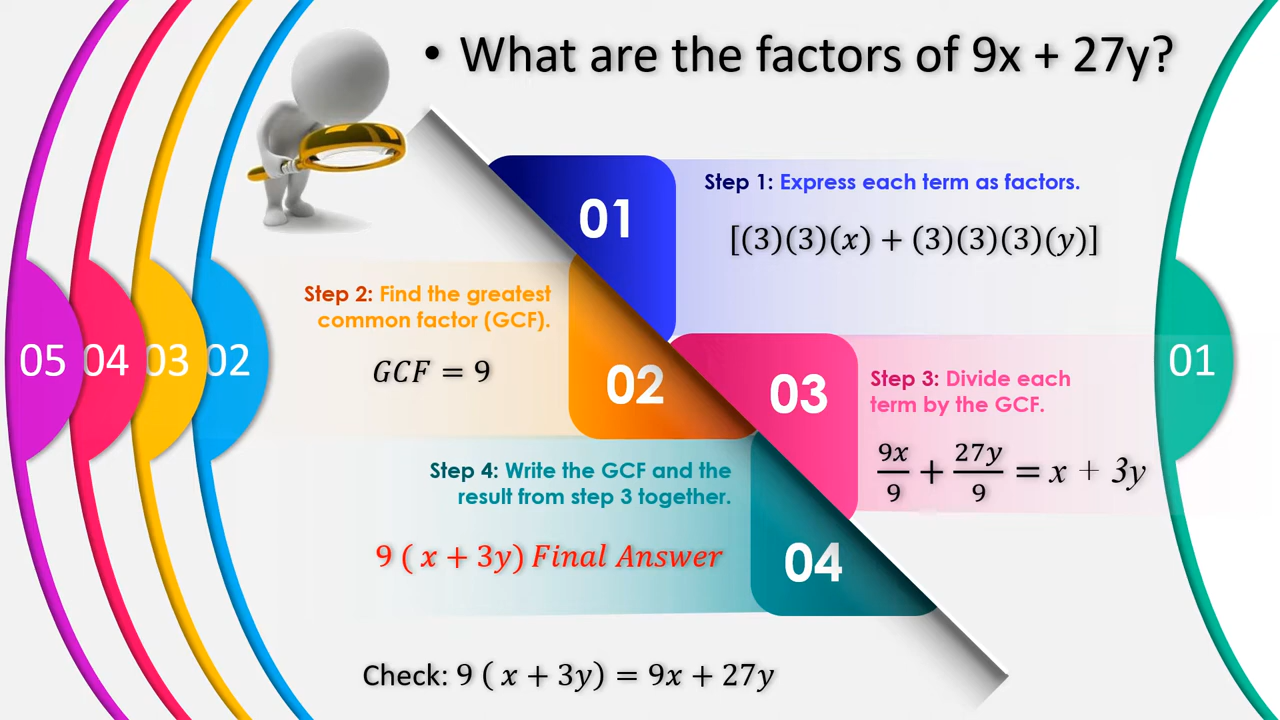 • What are the factors of 9x + 27y?
01
Step 1: Express each term as factors.
[(3)(3)(x) + (3)(3)(3)(y)]
Step 2: Find the greatest
common factor (GCF).
GCF = 9
02
03
Step 3: Divide each
term by the GCF.
9x/9 + 27y/9 = x + 3y
Step 4: Write the GCF and the
result from step 3 together.
9 ( x + 3y) Final Answer
04
Check: 9 ( x + 3y) = 9x + 27y
05 04 03 02
01